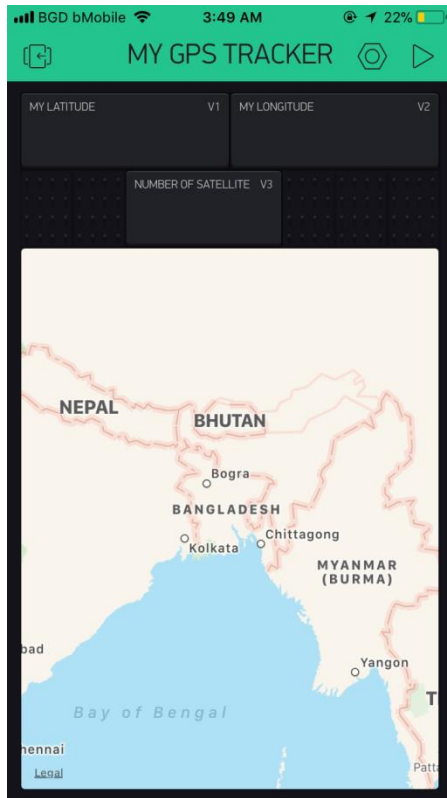 BGD bMobile 3:49 AM 22%
MY GPS TRACKER
MY LATITUDE V1 MY LONGITUDE V2
NUMBER OF SATELLITE V3
NEPAL
BHUTAN
Bogra
BANGLADESH
Chittagong
Kolkata
MYANMAR
(BURMA)
bad
Yangon
T
Bay of Bengal
hennai
Patt
Legal